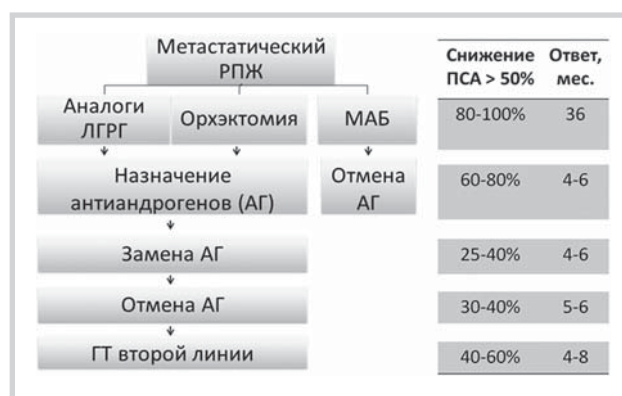 Метастатический
РПЖ
Снижение Ответ,
ПСА > 50% мес.
Аналоги
ЛГРГ
Орхэктомия
МАБ
80-100% 36
Назначение
антиандрогенов (АГ)
Отмена
АГ
60-80% 4-6
Замена АГ
25-40% 4-6
Отмена АГ
30-40% 5-6
ГТ второй линии
40-60% 4-8